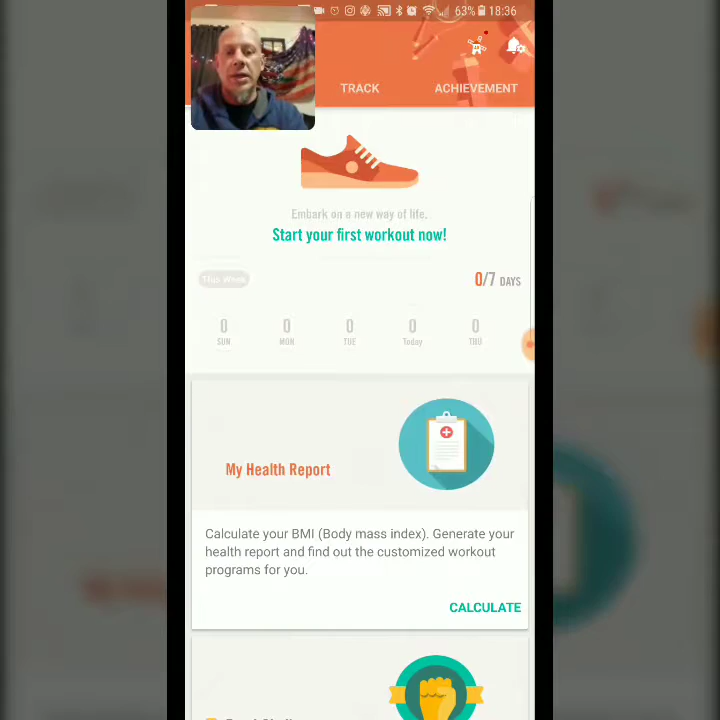 63% 18:36
TRACK ACHIEVEMENT
Embark on a new way of life.
Start your first workout now!
This Week 0/7 DAYS
0 0 0 0 0
SUN MON TUE Today THU
My Health Report
Calculate your BMI (Body mass index). Generate your
health report and find out the customized workout
programs for you.
CALCULATE